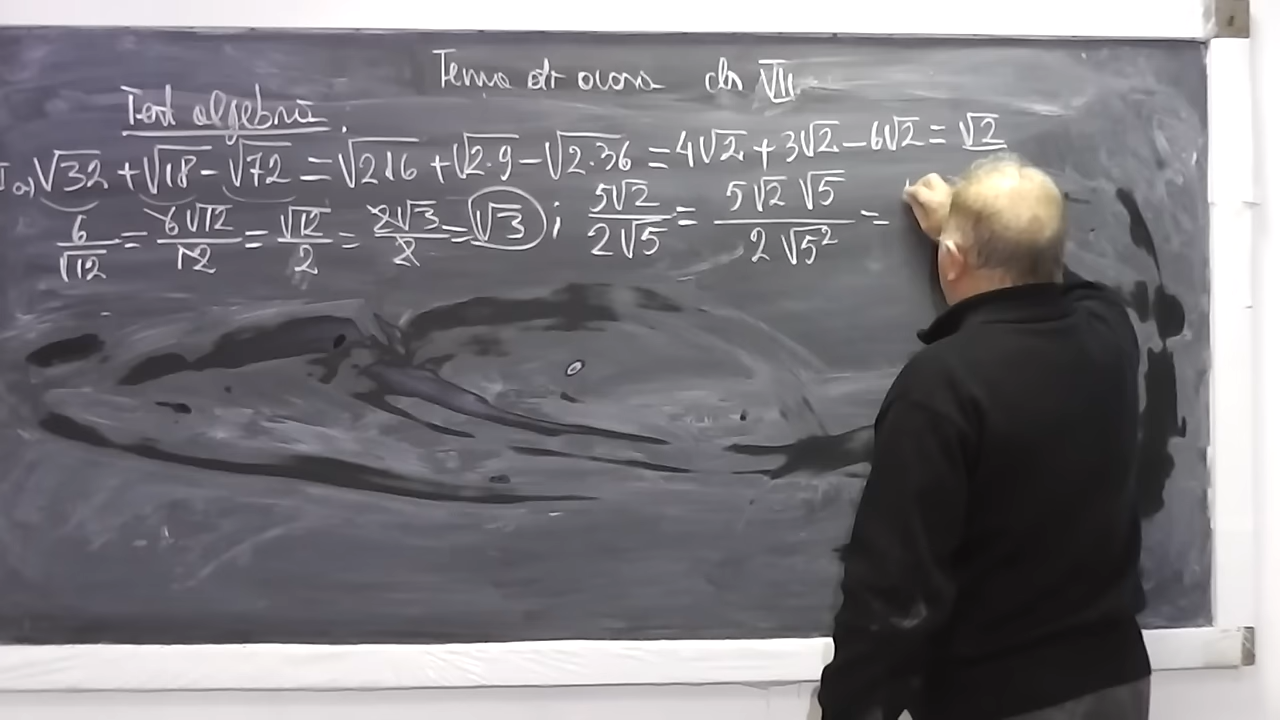 Tema de acasa cls VII
Test algebra.
I a) √32 + √18 - √72 = √2·16 + √2·9 - √2·36 = 4√2 + 3√2 - 6√2 = √2
6/√12 = 6√12/12 = √12/2 = 2√3/2 = √3 ; 5√2/2√5 = 5√2 √5/2√5² =